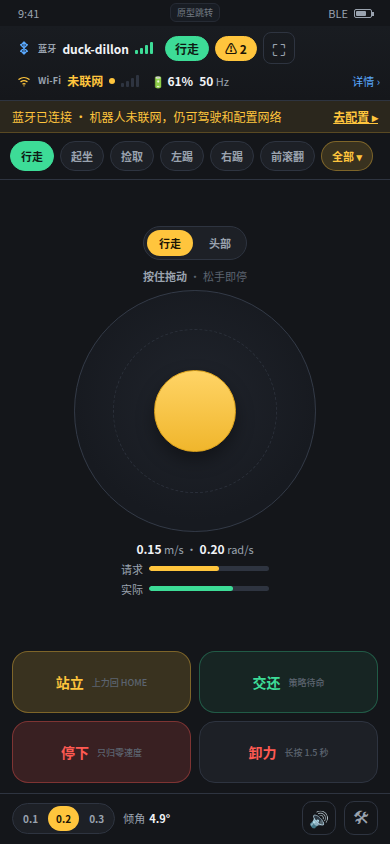 9:41 原型跳转 BLE
蓝牙 duck-dillon 行走 ⚠ 2
Wi-Fi 未联网 61% 50 Hz 详情 ›
蓝牙已连接 · 机器人未联网，仍可驾驶和配置网络 去配置 ▸
行走 起坐 捡取 左踢 右踢 前滚翻 全部 ▾
行走 头部
按住拖动 · 松手即停
0.15 m/s · 0.20 rad/s
请求
实际
站立 上力回 HOME 交还 策略待命
停下 只归零速度 卸力 长按 1.5 秒
0.1 0.2 0.3 倾角 4.9°